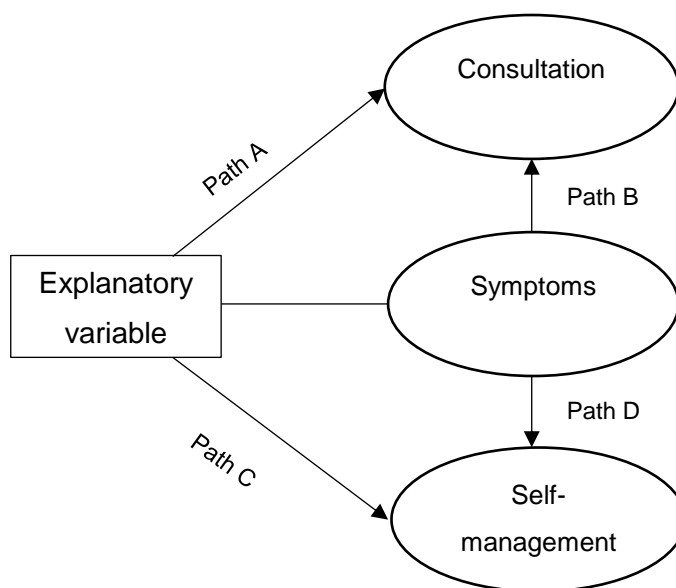 Consultation
Path A
Path B
Explanatory
variable
Symptoms
Path D
Path C
Self-
management